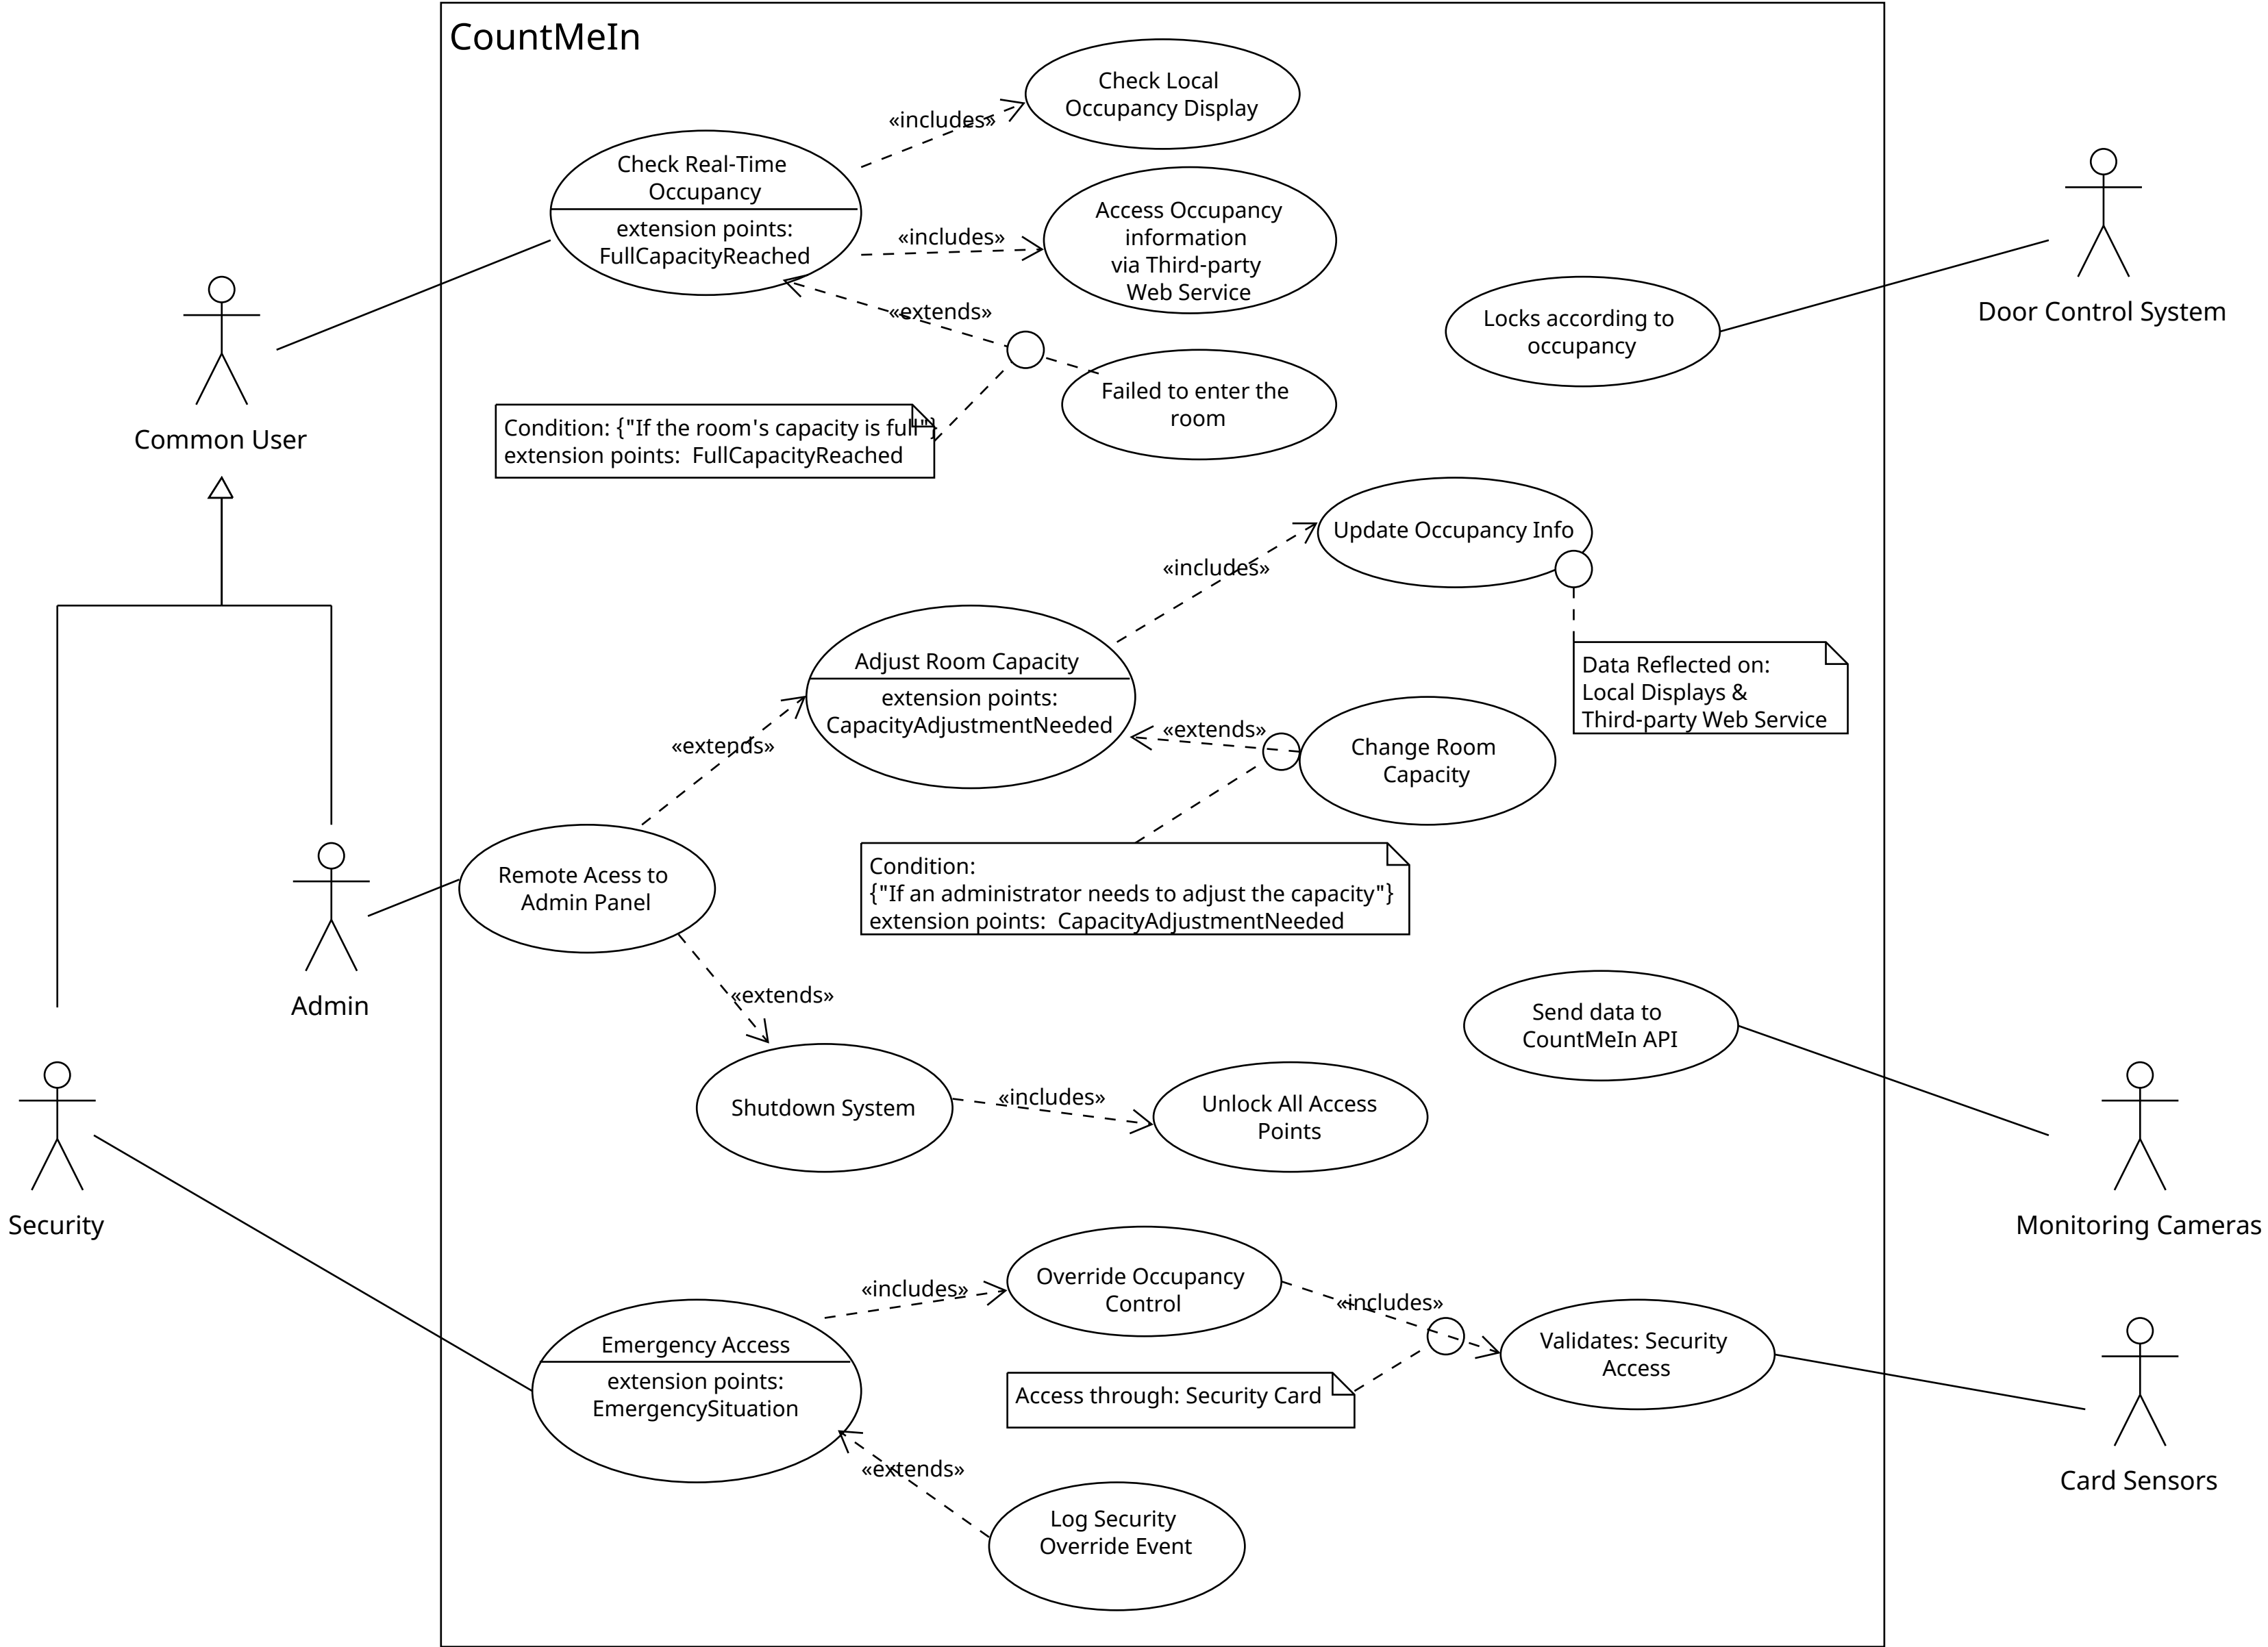 CountMeIn
Check Local
Occupancy Display
«includes»
Check Real-Time
Occupancy
extension points:
FullCapacityReached
«includes»
Access Occupancy
information
via Third-party
Web Service
«extends»
Failed to enter the
room
Condition: {"If the room's capacity is full"}
extension points:  FullCapacityReached
Locks according to
occupancy
Door Control System
Common User
Update Occupancy Info
«includes»
Data Reflected on:
Local Displays &
Third-party Web Service
Adjust Room Capacity
extension points:
CapacityAdjustmentNeeded
«extends»
«extends»
Change Room
Capacity
Condition:
{"If an administrator needs to adjust the capacity"}
extension points:  CapacityAdjustmentNeeded
Remote Acess to
Admin Panel
Admin
«extends»
Send data to
CountMeIn API
Shutdown System
«includes»
Unlock All Access
Points
Security
Monitoring Cameras
Override Occupancy
Control
«includes»
«includes»
Emergency Access
extension points:
EmergencySituation
Validates: Security
Access
Access through: Security Card
«extends»
Card Sensors
Log Security
Override Event